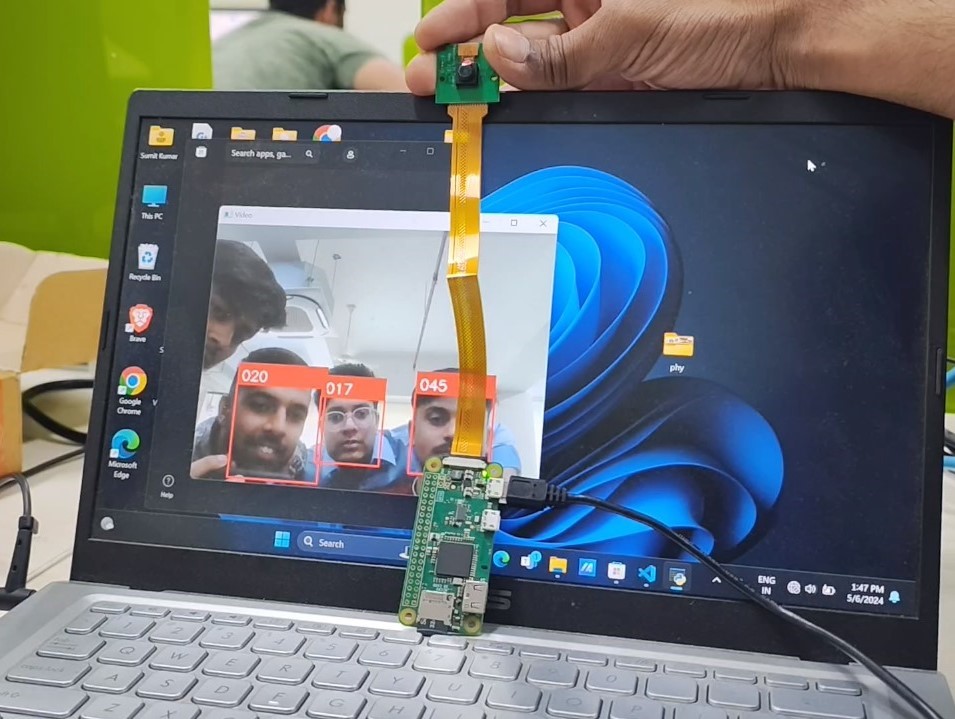 Sumit Kumar
This PC
Recycle Bin
Brave
Google
Chrome
Microsoft
Edge
Search apps, ga...
Video
020
017
045
S
V
Help
phy
Search
ENG
IN
1:47 PM
5/6/2024
Q W E R T Y U
A S D F G H J